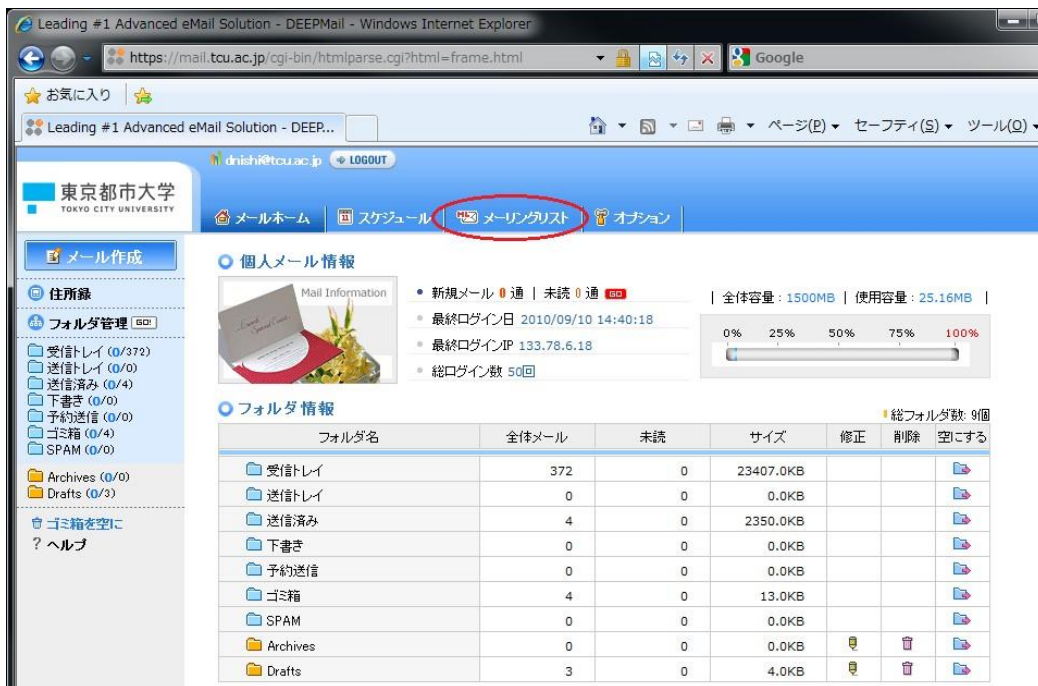 Leading #1 Advanced eMail Solution - DEEPMail - Windows Internet Explorer
https://mail.tcu.ac.jp/cgi-bin/htmlparse.cgi?html=frame.html
Google
お気に入り
Leading #1 Advanced eMail Solution - DEEP...
ページ(P) セーフティ(S) ツール(O)
dnishi@tcu.ac.jp LOGOUT
東京都市大学
TOKYO CITY UNIVERSITY
メールホーム スケジュール メーリングリスト オプション
メール作成
住所録
フォルダ管理 GO!
受信トレイ (0/372)
送信トレイ (0/0)
送信済み (0/4)
下書き (0/0)
予約送信 (0/0)
ゴミ箱 (0/4)
SPAM (0/0)
Archives (0/0)
Drafts (0/3)
ゴミ箱を空に
? ヘルプ
個人メール情報
Mail Information
新規メール 0 通 | 未読 0 通 GO
最終ログイン日 2010/09/10 14:40:18
最終ログインIP 133.78.6.18
総ログイン数 50回
| 全体容量 : 1500MB | 使用容量 : 25.16MB |
0% 25% 50% 75% 100%
フォルダ情報
総フォルダ数: 9個
フォルダ名 全体メール 未読 サイズ 修正 削除 空にする
受信トレイ 372 0 23407.0KB
送信トレイ 0 0 0.0KB
送信済み 4 0 2350.0KB
下書き 0 0 0.0KB
予約送信 0 0 0.0KB
ゴミ箱 4 0 13.0KB
SPAM 0 0 0.0KB
Archives 0 0 0.0KB
Drafts 3 0 4.0KB